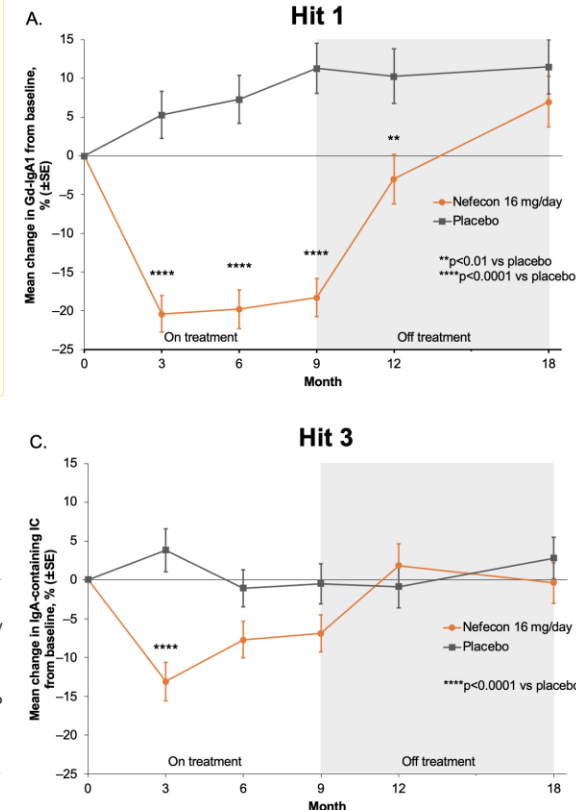 A.
Hit 1
Mean change in Gd-IgA1 from baseline,
% (±SE)
15
10
5
0
–5
–10
–15
–20
–25
****
****
****
**
Nefecon 16 mg/day
Placebo
**p<0.01 vs placebo
****p<0.0001 vs placebo
On treatment
Off treatment
0 3 6 9 12 18
Month
C.
Hit 3
Mean change in IgA-containing IC
from baseline, % (±SE)
15
10
5
0
–5
–10
–15
–20
–25
****
Nefecon 16 mg/day
Placebo
****p<0.0001 vs placebo
On treatment
Off treatment
0 3 6 9 12 18
Month